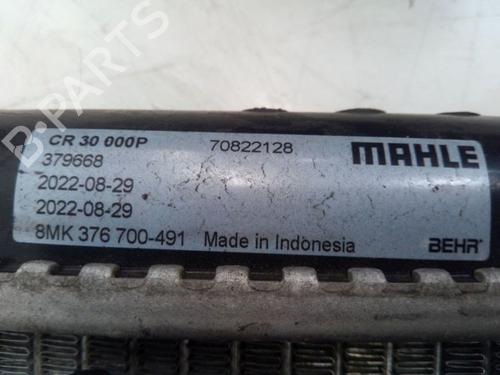 CR 30 000P 70822128 MAHLE
379668
2022-08-29
2022-08-29
8MK 376 700-491 Made in Indonesia BEHR
B-PARTS